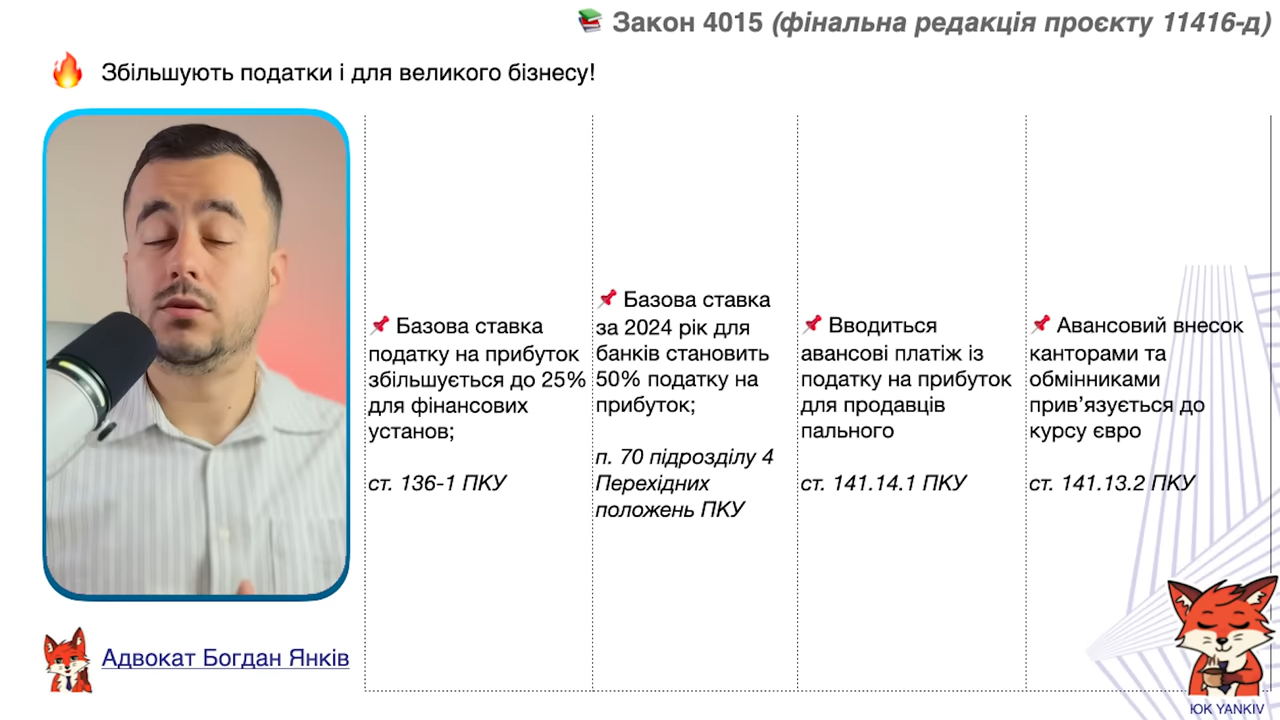 Закон 4015 (фінальна редакція проєкту 11416-д)
Збільшують податки і для великого бізнесу!
Базова ставка
податку на прибуток
збільшується до 25%
для фінансових
установ;
ст. 136-1 ПКУ
Базова ставка
за 2024 рік для
банків становить
50% податку на
прибуток;
п. 70 підрозділу 4
Перехідних
положень ПКУ
Вводиться
авансові платіж із
податку на прибуток
для продавців
пального
ст. 141.14.1 ПКУ
Авансовий внесок
канторами та
обмінниками
прив’язується до
курсу євро
ст. 141.13.2 ПКУ
Адвокат Богдан Янків
ЮК YANKIV